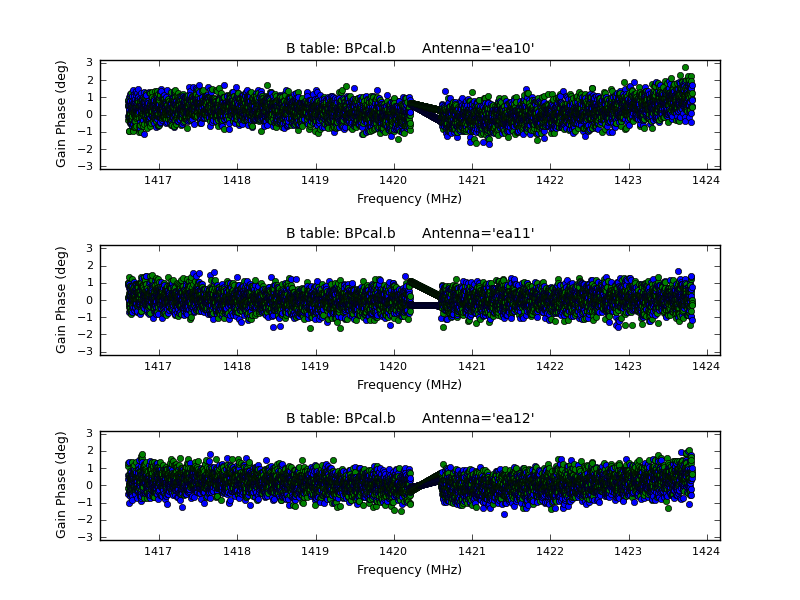 B table: BPcal.b Antenna='ea10'
Gain Phase (deg)
3
2
1
0
−1
−2
−3
1417 1418 1419 1420 1421 1422 1423 1424
Frequency (MHz)
B table: BPcal.b Antenna='ea11'
Gain Phase (deg)
3
2
1
0
−1
−2
−3
1417 1418 1419 1420 1421 1422 1423 1424
Frequency (MHz)
B table: BPcal.b Antenna='ea12'
Gain Phase (deg)
3
2
1
0
−1
−2
−3
1417 1418 1419 1420 1421 1422 1423 1424
Frequency (MHz)